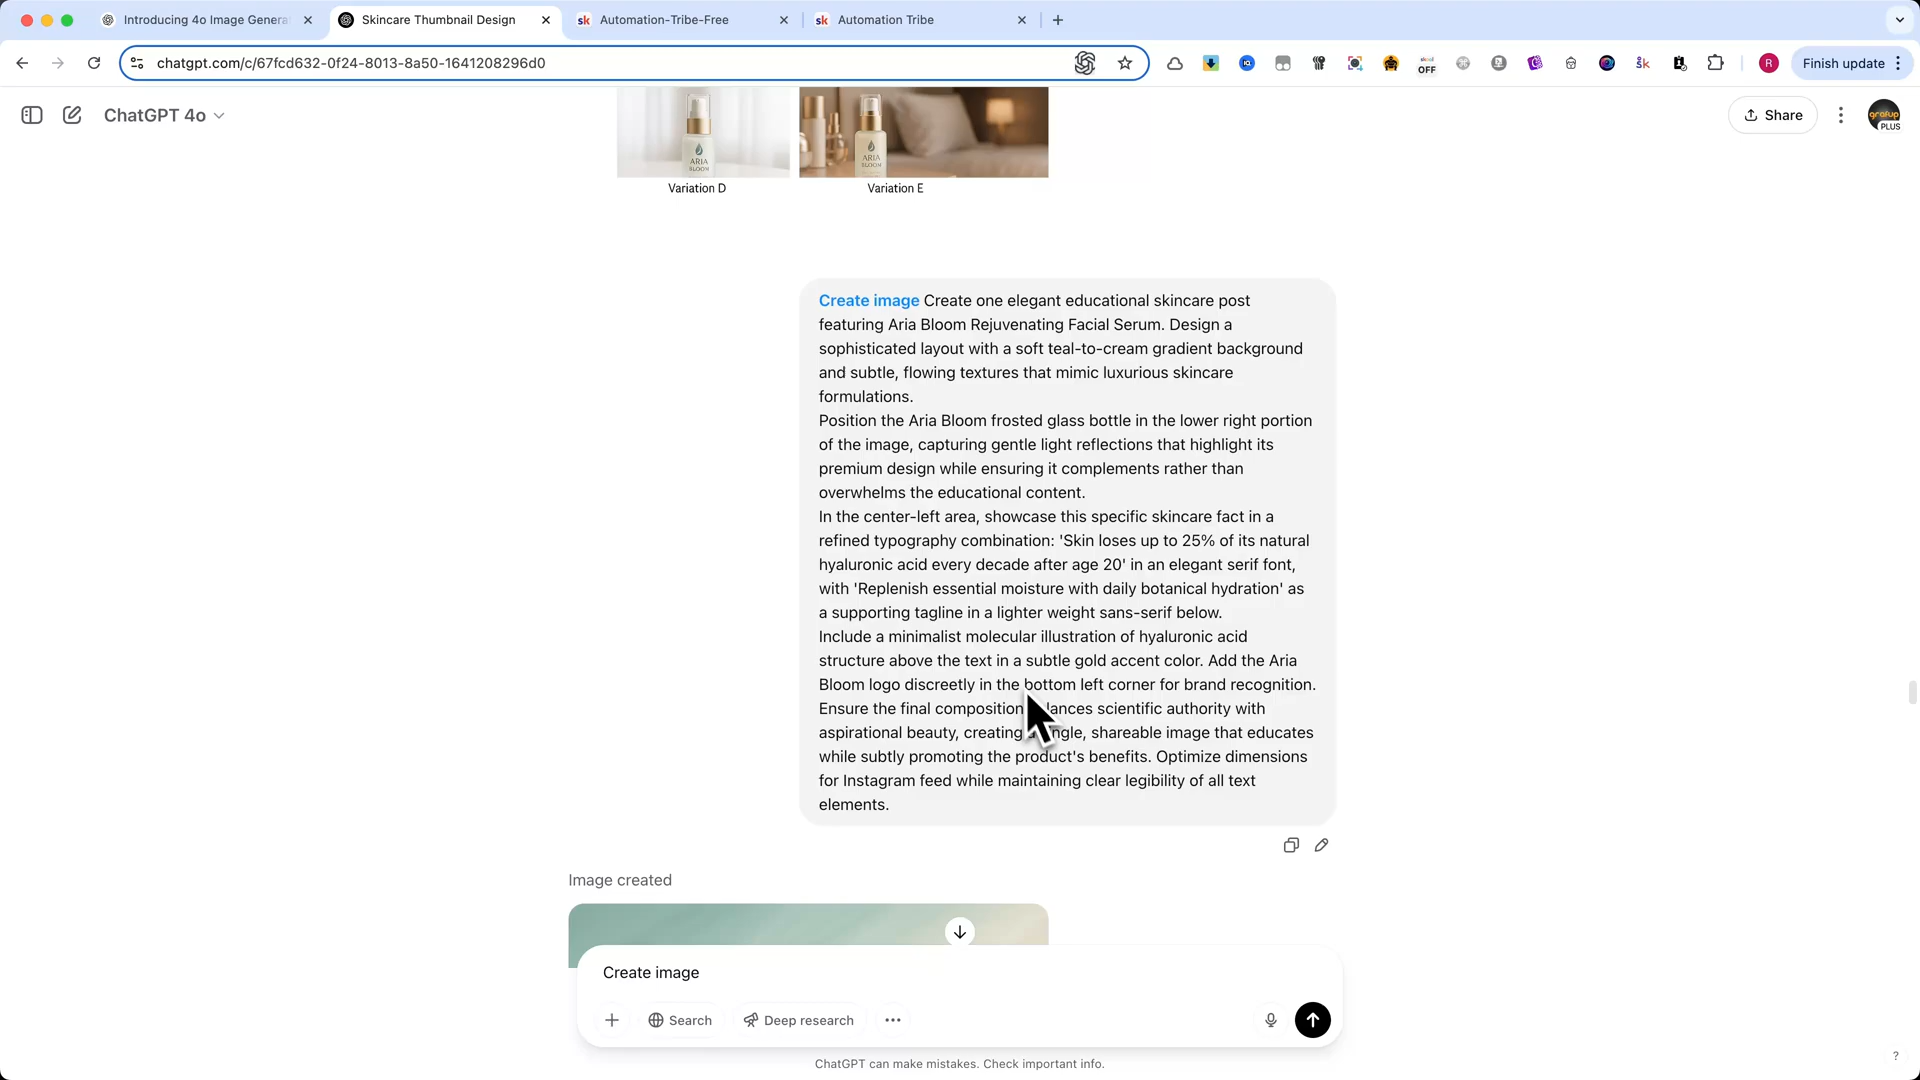 Introducing 4o Image Genera
Skincare Thumbnail Design
sk Automation-Tribe-Free
sk Automation Tribe
chatgpt.com/c/67fcd632-0f24-8013-8a50-1641208296d0
OFF
sk
R
Finish update
ChatGPT 4o
Share
grafup
PLUS
ARIA
BLOOM
ARIA
BLOOM
Variation D
Variation E
Create image Create one elegant educational skincare post
featuring Aria Bloom Rejuvenating Facial Serum. Design a
sophisticated layout with a soft teal-to-cream gradient background
and subtle, flowing textures that mimic luxurious skincare
formulations.
Position the Aria Bloom frosted glass bottle in the lower right portion
of the image, capturing gentle light reflections that highlight its
premium design while ensuring it complements rather than
overwhelms the educational content.
In the center-left area, showcase this specific skincare fact in a
refined typography combination: 'Skin loses up to 25% of its natural
hyaluronic acid every decade after age 20' in an elegant serif font,
with 'Replenish essential moisture with daily botanical hydration' as
a supporting tagline in a lighter weight sans-serif below.
Include a minimalist molecular illustration of hyaluronic acid
structure above the text in a subtle gold accent color. Add the Aria
Bloom logo discreetly in the bottom left corner for brand recognition.
Ensure the final composition lances scientific authority with
aspirational beauty, creating ngle, shareable image that educates
while subtly promoting the product's benefits. Optimize dimensions
for Instagram feed while maintaining clear legibility of all text
elements.
Image created
Create image
Search
Deep research
ChatGPT can make mistakes. Check important info.
?